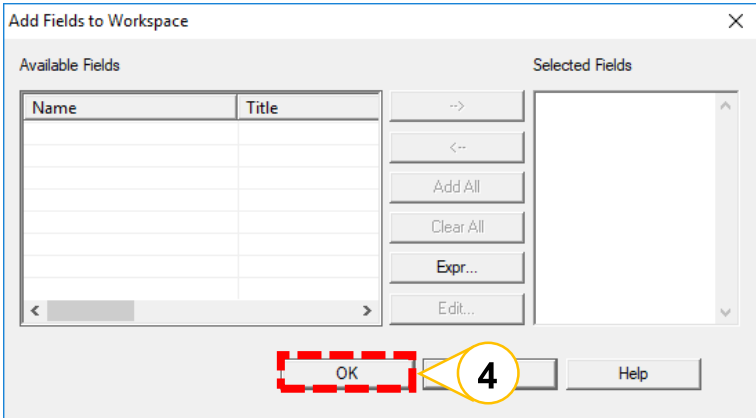 Add Fields to Workspace
Available Fields
Selected Fields
Name Title
-->
<--
Add All
Clear All
Expr...
Edit...
OK
4
Help